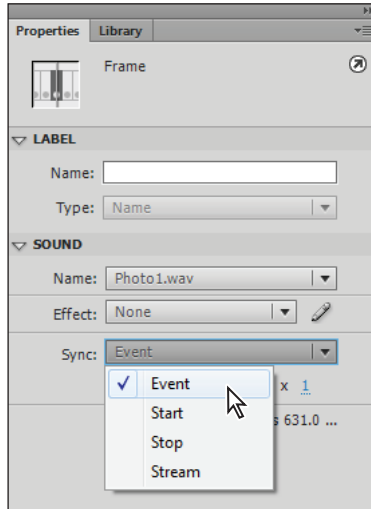 Properties Library
Frame
LABEL
Name:
Type: Name
SOUND
Name: Photo1.wav
Effect: None
Sync: Event
Event x 1
Start s 631.0 ...
Stop
Stream